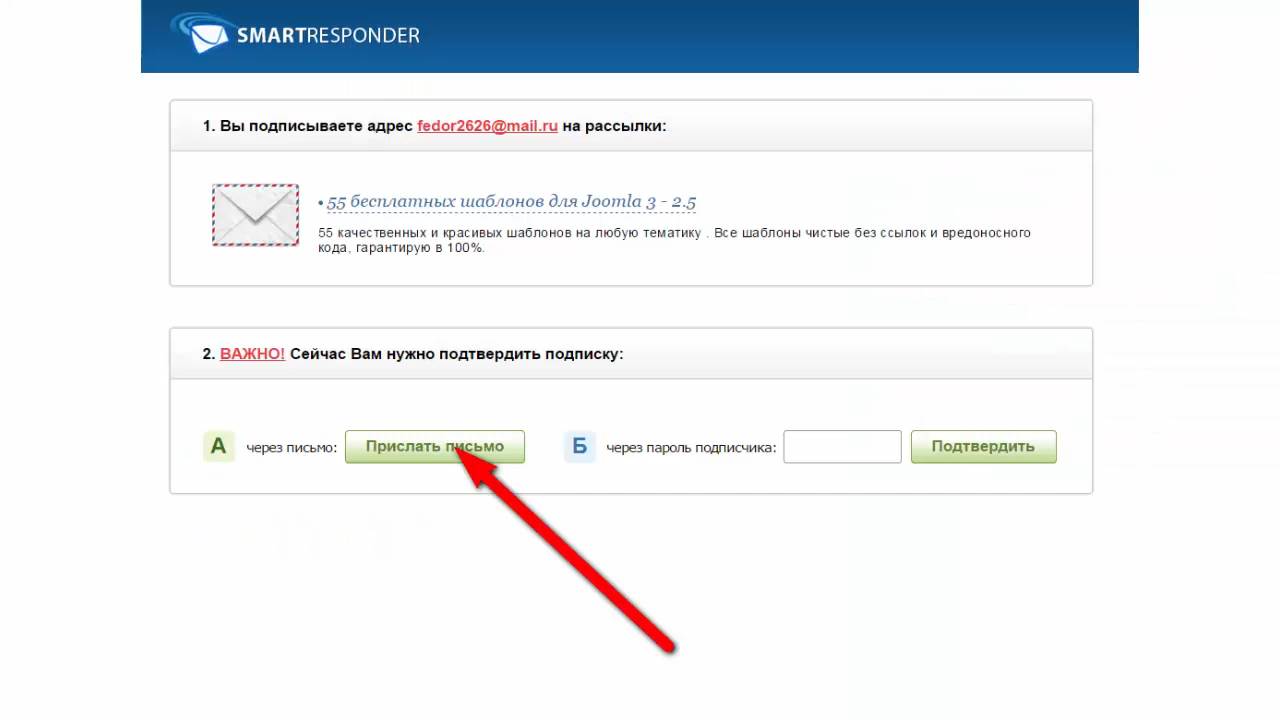 SMARTRESPONDER
1. Вы подписываете адрес fedor2626@mail.ru на рассылки:
• 55 бесплатных шаблонов для Joomla 3 - 2.5
55 качественных и красивых шаблонов на любую тематику . Все шаблоны чистые без ссылок и вредоносного
кода, гарантирую в 100%.
2. ВАЖНО! Сейчас Вам нужно подтвердить подписку:
А через письмо: Прислать письмо Б через пароль подписчика: Подтвердить